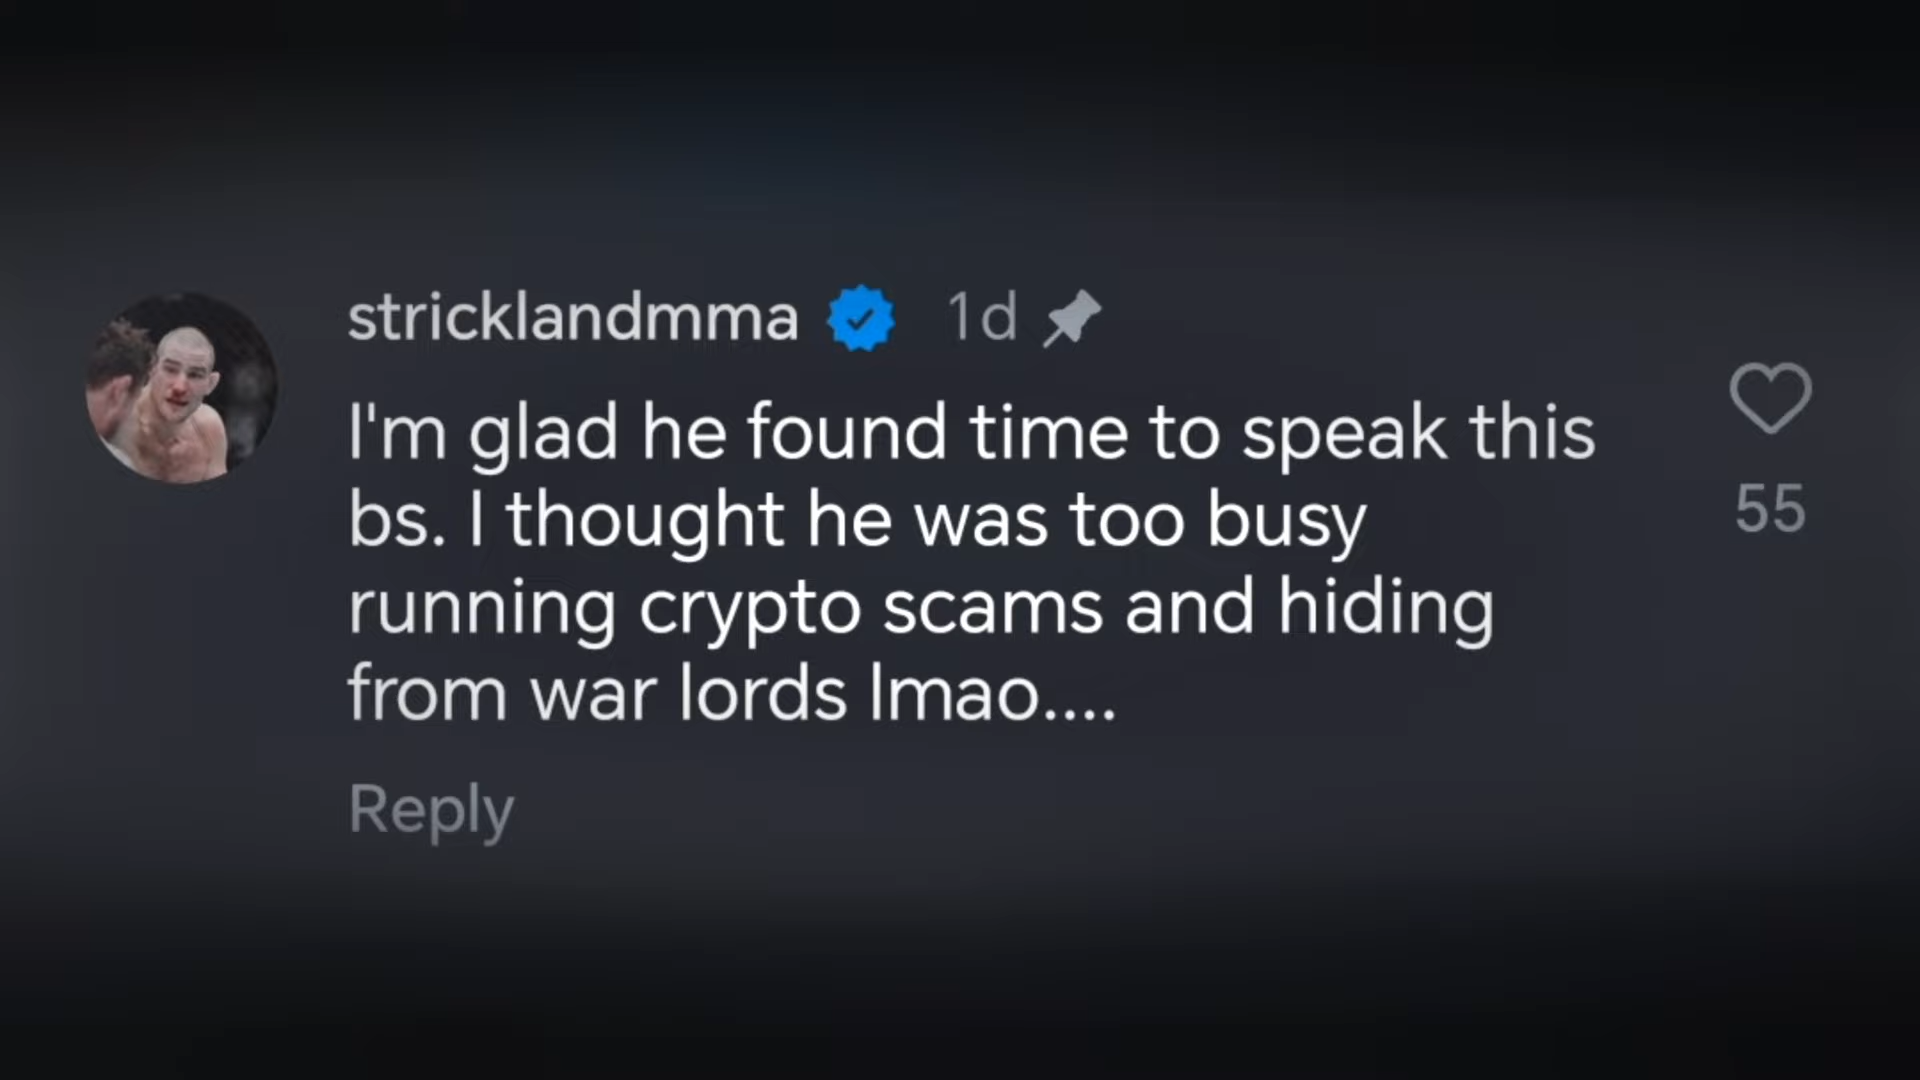 stricklandmma 1d
I'm glad he found time to speak this
bs. I thought he was too busy
running crypto scams and hiding
from war lords lmao....
55
Reply